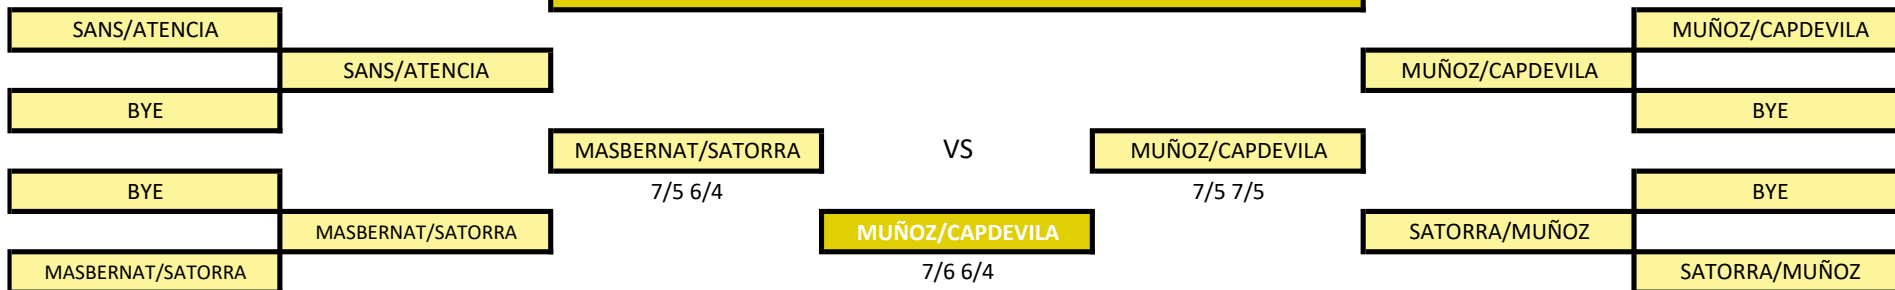 SANS/ATENCIA MUÑOZ/CAPDEVILA
SANS/ATENCIA MUÑOZ/CAPDEVILA
BYE BYE
MASBERNAT/SATORRA VS MUÑOZ/CAPDEVILA
BYE 7/5 6/4 7/5 7/5 BYE
MASBERNAT/SATORRA MUÑOZ/CAPDEVILA SATORRA/MUÑOZ
MASBERNAT/SATORRA 7/6 6/4 SATORRA/MUÑOZ